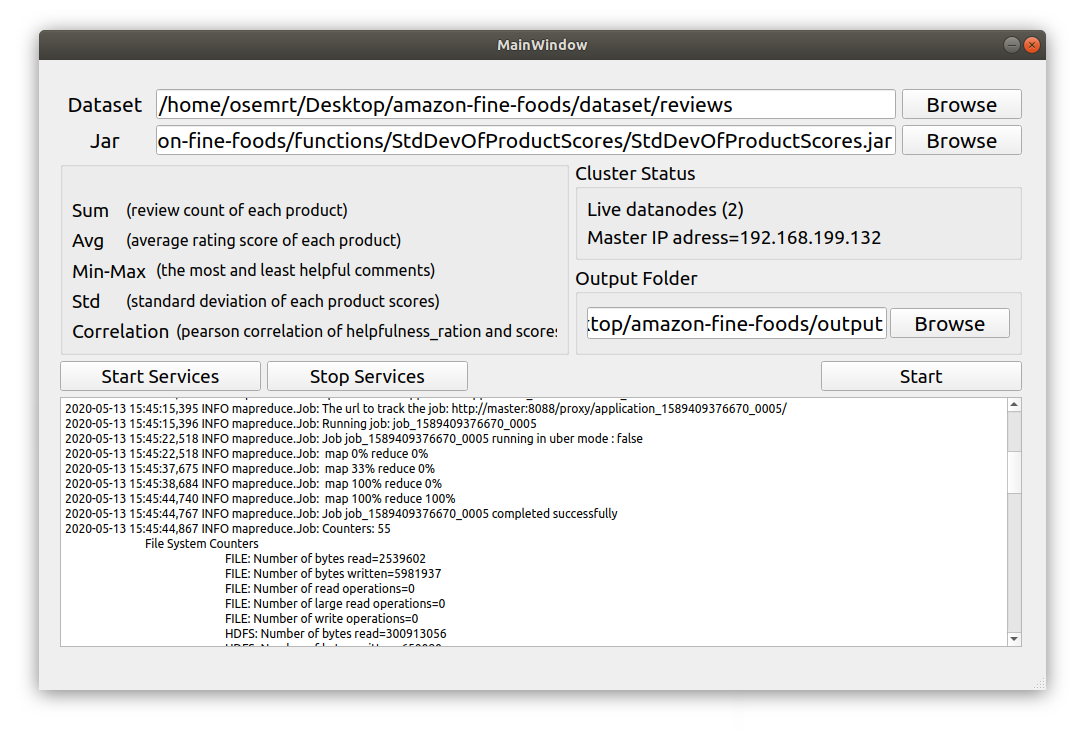 MainWindow
Dataset /home/osemrt/Desktop/amazon-fine-foods/dataset/reviews Browse
Jar on-fine-foods/functions/StdDevOfProductScores/StdDevOfProductScores.jar Browse
Sum (review count of each product)
Avg (average rating score of each product)
Min-Max (the most and least helpful comments)
Std (standard deviation of each product scores)
Correlation (pearson correlation of helpfulness_ration and scores
Cluster Status
Live datanodes (2)
Master IP adress=192.168.199.132
Output Folder
top/amazon-fine-foods/output Browse
Start Services Stop Services Start
2020-05-13 15:45:15,395 INFO mapreduce.Job: The url to track the job: http://master:8088/proxy/application_1589409376670_0005/
2020-05-13 15:45:15,396 INFO mapreduce.Job: Running job: job_1589409376670_0005
2020-05-13 15:45:22,518 INFO mapreduce.Job: Job job_1589409376670_0005 running in uber mode : false
2020-05-13 15:45:22,518 INFO mapreduce.Job: map 0% reduce 0%
2020-05-13 15:45:37,675 INFO mapreduce.Job: map 33% reduce 0%
2020-05-13 15:45:38,684 INFO mapreduce.Job: map 100% reduce 0%
2020-05-13 15:45:44,740 INFO mapreduce.Job: map 100% reduce 100%
2020-05-13 15:45:44,767 INFO mapreduce.Job: Job job_1589409376670_0005 completed successfully
2020-05-13 15:45:44,867 INFO mapreduce.Job: Counters: 55
File System Counters
FILE: Number of bytes read=2539602
FILE: Number of bytes written=5981937
FILE: Number of read operations=0
FILE: Number of large read operations=0
FILE: Number of write operations=0
HDFS: Number of bytes read=300913056